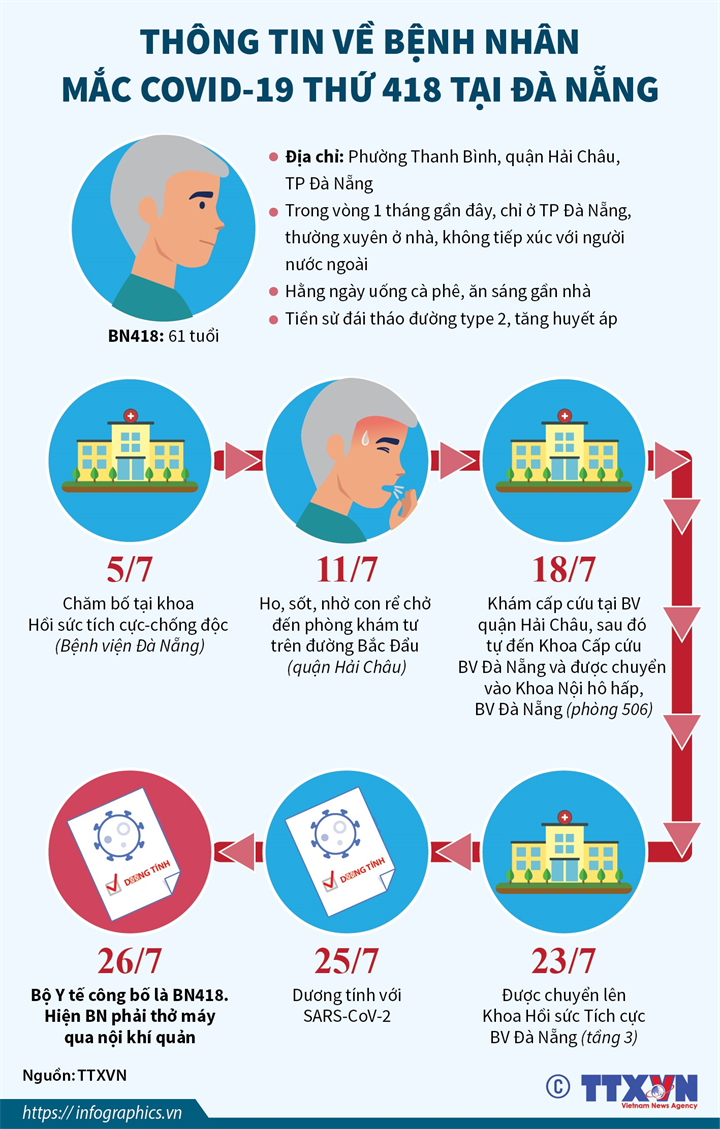 THÔNG TIN VỀ BỆNH NHÂN
MẮC COVID-19 THỨ 418 TẠI ĐÀ NẴNG
Địa chỉ: Phường Thanh Bình, quận Hải Châu,
TP Đà Nẵng
Trong vòng 1 tháng gần đây, chỉ ở TP Đà Nẵng,
thường xuyên ở nhà, không tiếp xúc với người
nước ngoài
Hằng ngày uống cà phê, ăn sáng gần nhà
Tiền sử đái tháo đường type 2, tăng huyết áp
BN418: 61 tuổi
5/7
Chăm bố tại khoa
Hồi sức tích cực-chống độc
(Bệnh viện Đà Nẵng)
11/7
Ho, sốt, nhờ con rể chở
đến phòng khám tư
trên đường Bắc Đẩu
(quận Hải Châu)
18/7
Khám cấp cứu tại BV
quận Hải Châu, sau đó
tự đến Khoa Cấp cứu
BV Đà Nẵng và được chuyển
vào Khoa Nội hô hấp,
BV Đà Nẵng (phòng 506)
23/7
Được chuyển lên
Khoa Hồi sức Tích cực
BV Đà Nẵng (tầng 3)
DƯƠNG TÍNH
25/7
Dương tính với
SARS-CoV-2
DƯƠNG TÍNH
26/7
Bộ Y tế công bố là BN418.
Hiện BN phải thở máy
qua nội khí quản
Nguồn: TTXVN
© TTXVN
Vietnam News Agency
https://infographics.vn